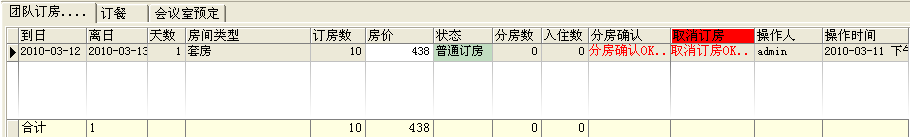 团队订房.... 订餐 会议室预定
到日 离日 天数 房间类型 订房数 房价 状态 分房数 入住数 分房确认 取消订房 操作人 操作时间
2010-03-12 2010-03-13 1 套房 10 438 普通订房 0 0 分房确认OK.. 取消订房OK.. admin 2010-03-11 下午
合计 1 10 438 0 0